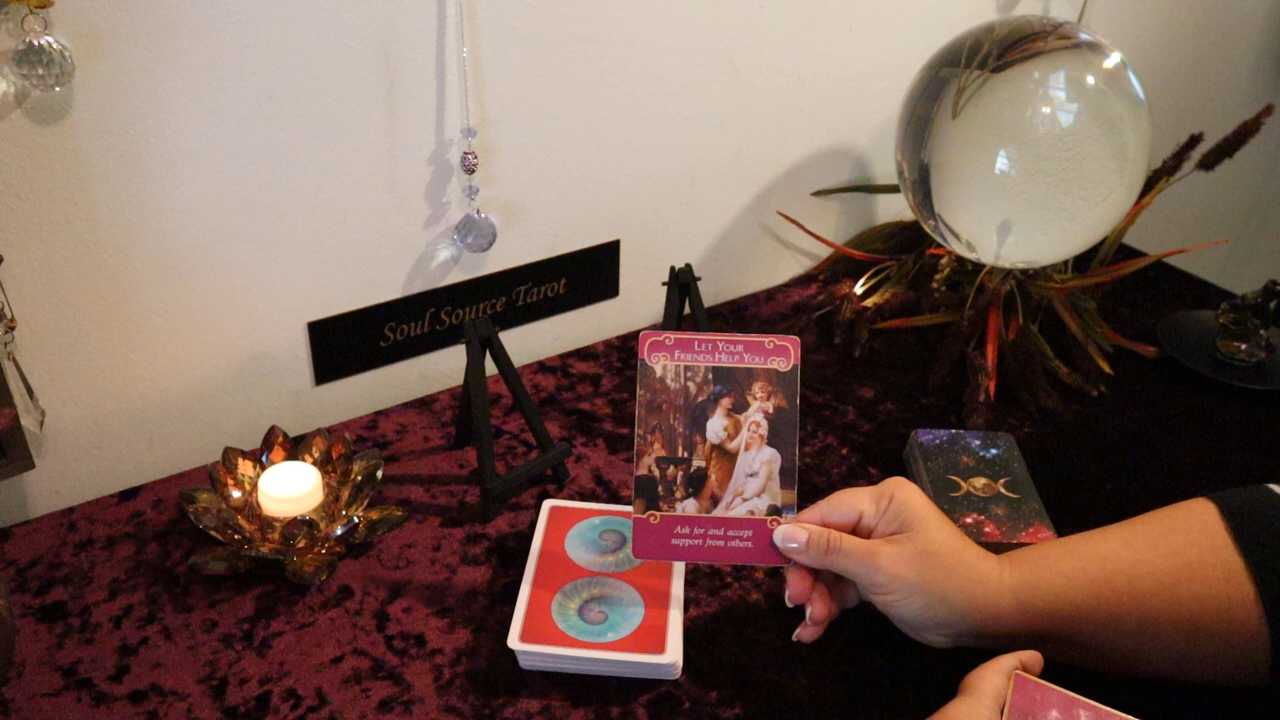 Soul Source Tarot
LET YOUR
FRIENDS HELP YOU
Ask for and accept
support from others.